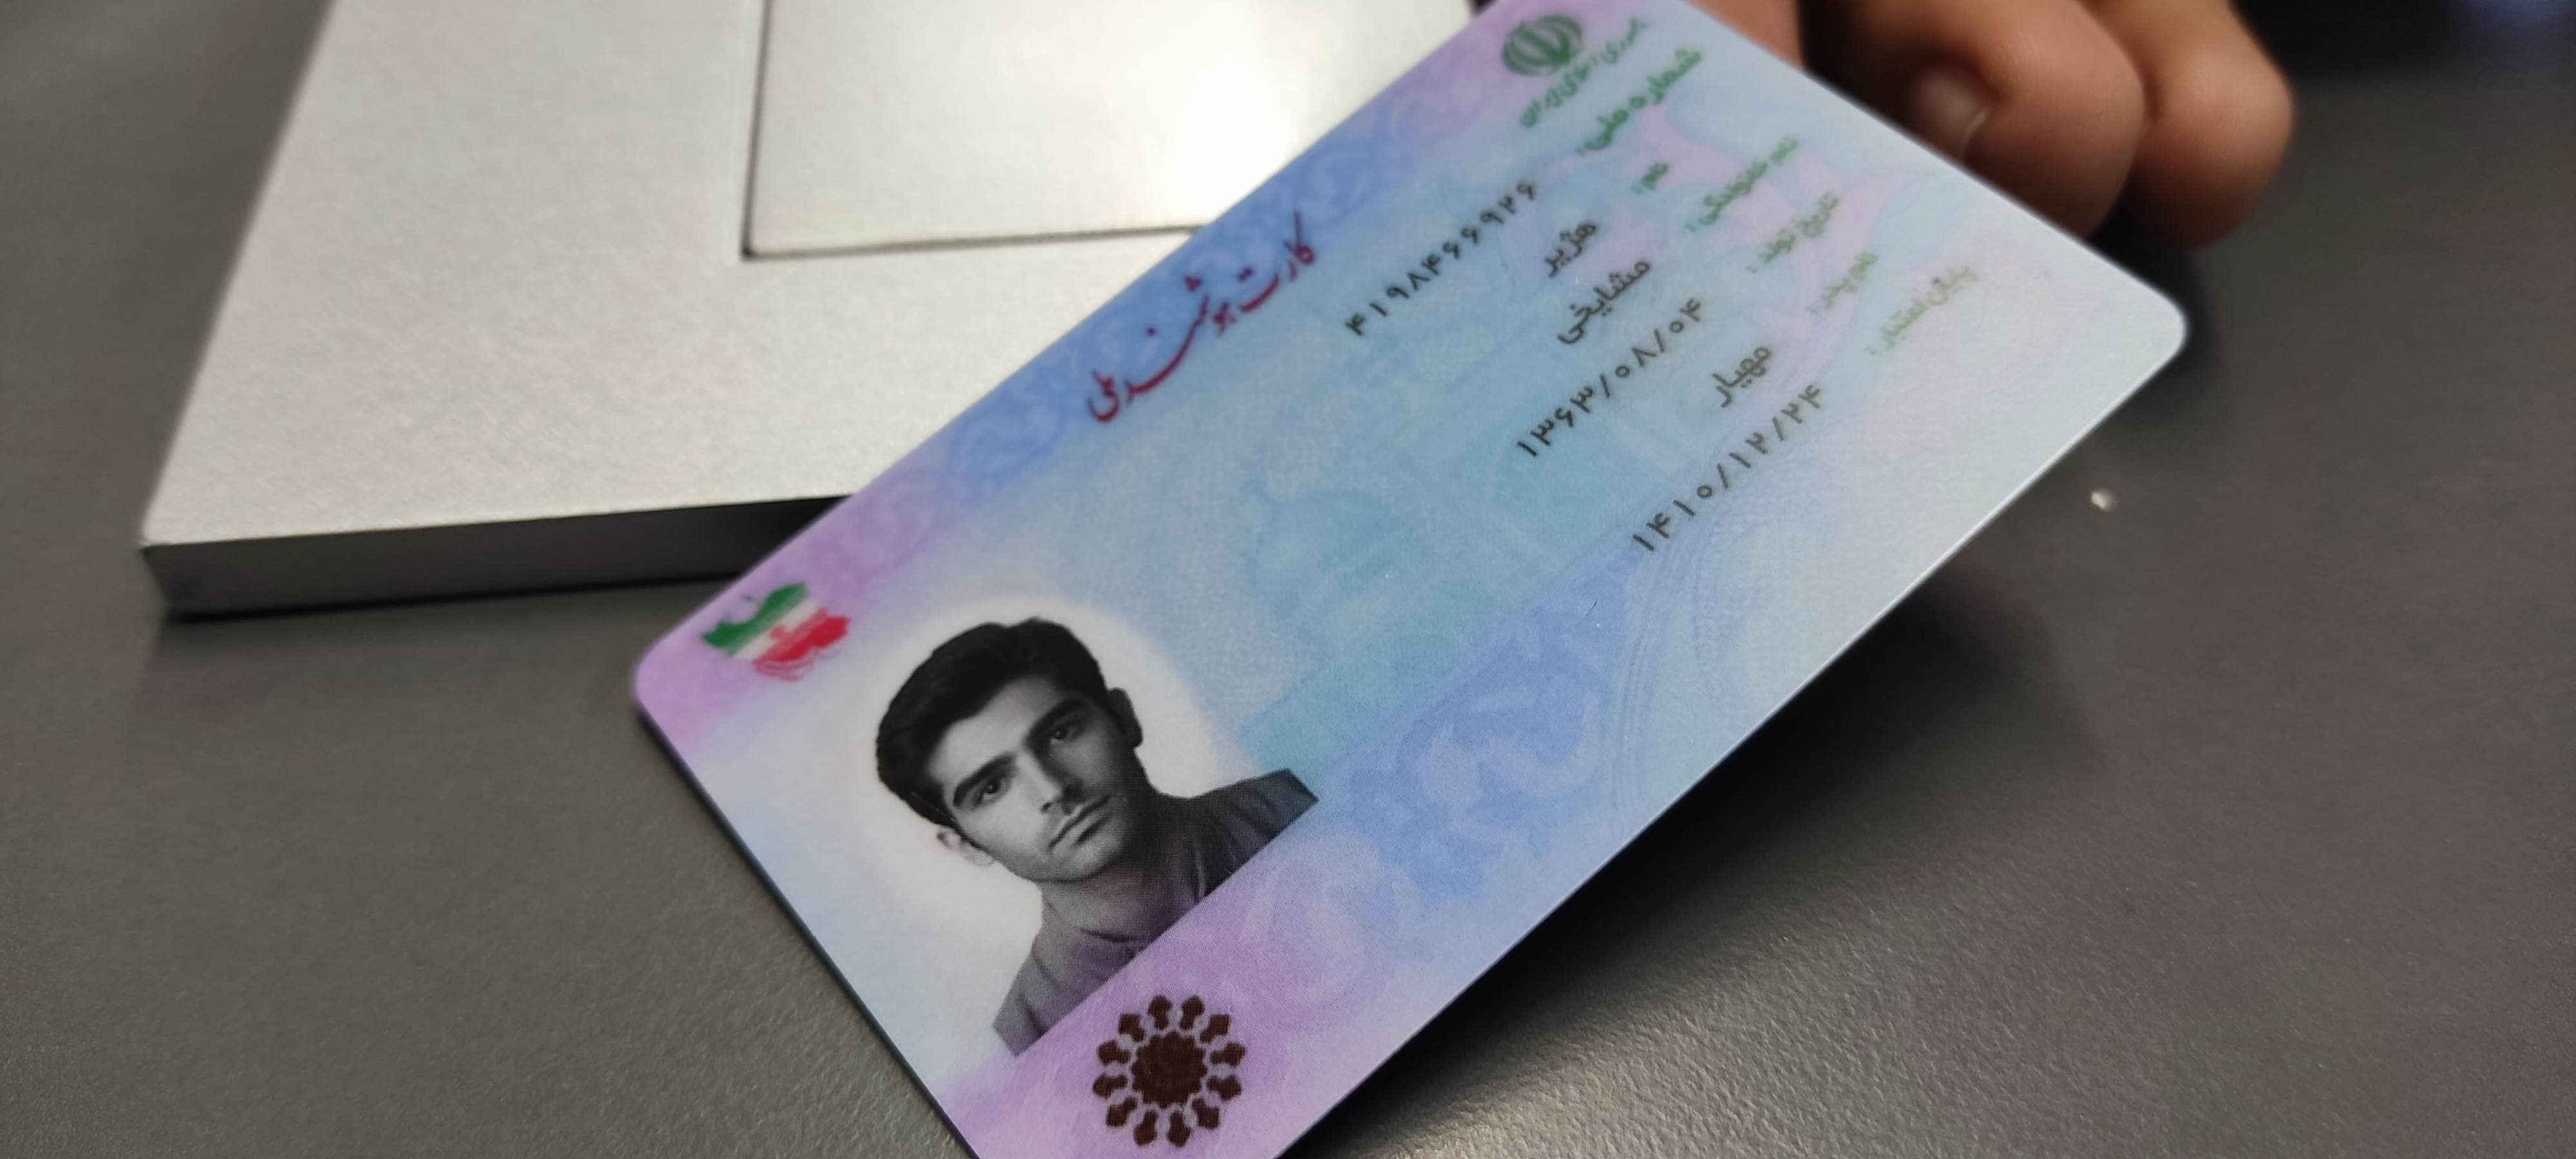 جمهوری اسلامی ایران
کارت هوشمند ملی
شماره ملی: ۴۱۹۸۴۶۶۹۲۶
نام: هژیر
نام خانوادگی: مشایخی
تاریخ تولد: ۱۳۶۳/۰۸/۰۴
نام پدر: مهیار
پایان اعتبار: ۱۴۱۰/۱۲/۲۴